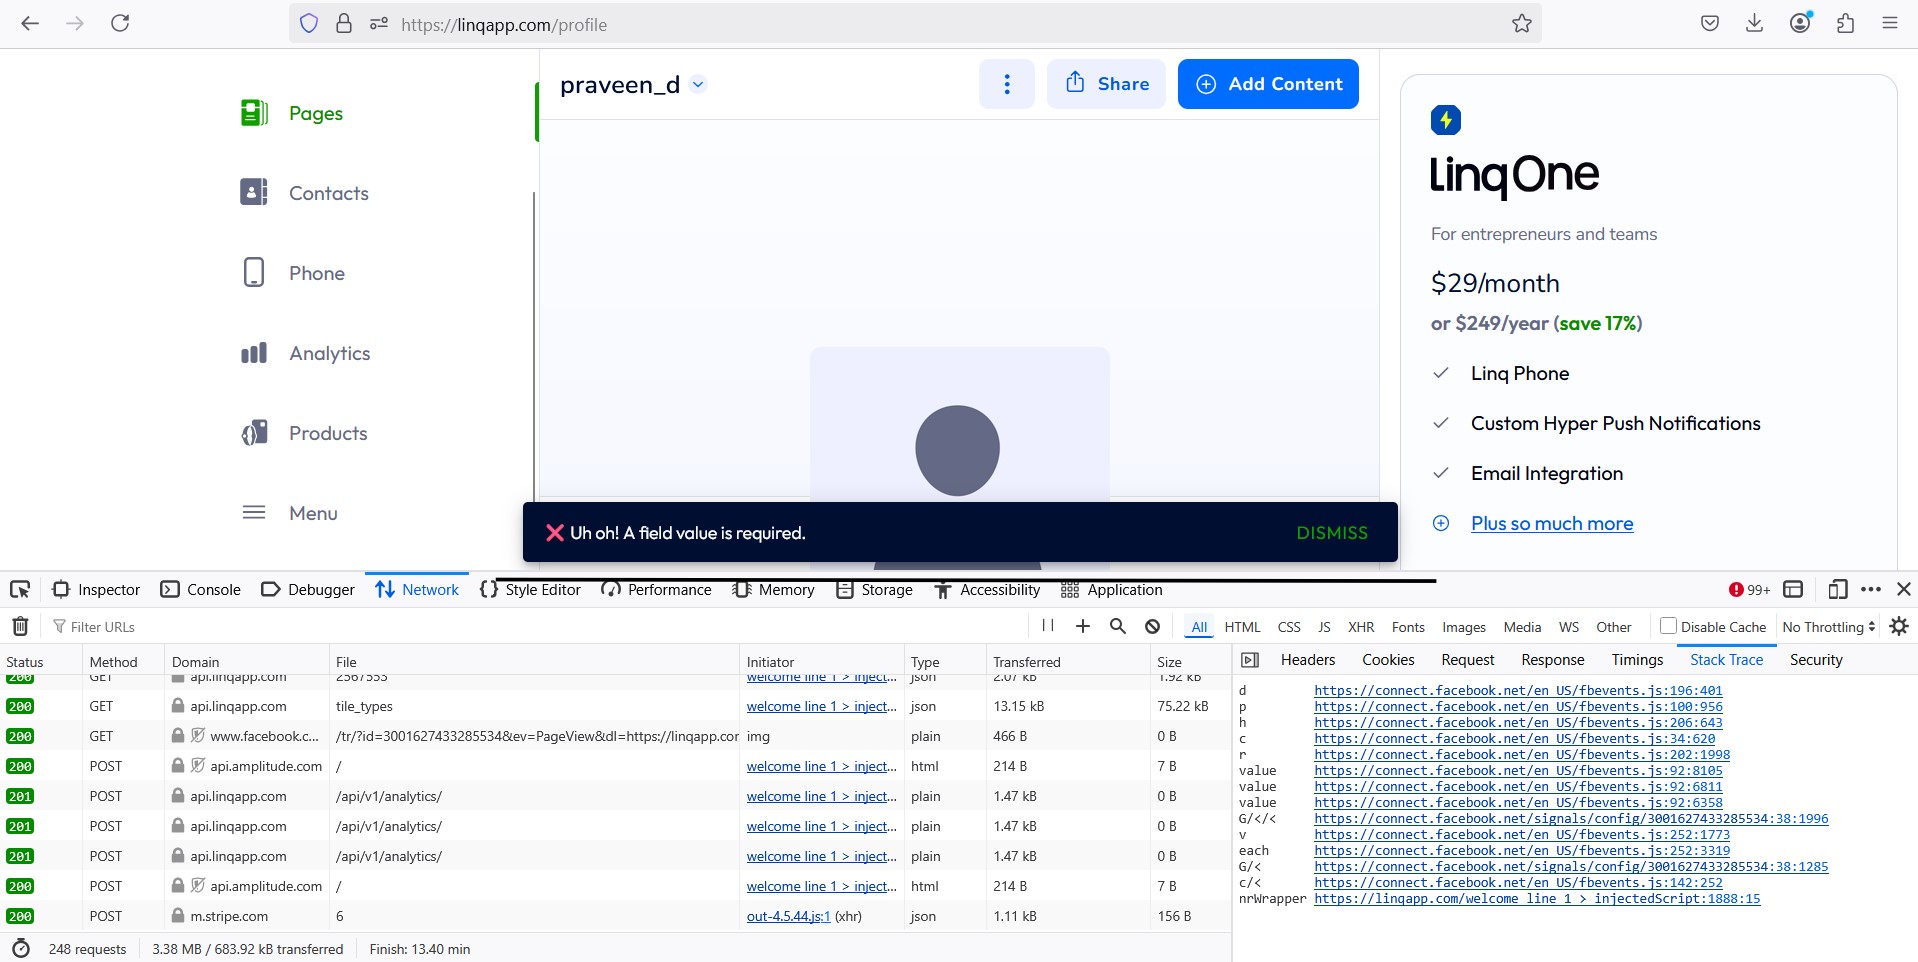 https://linqapp.com/profile
Pages
Contacts
Phone
Analytics
Products
Menu
praveen_d
Share
Add Content
linqOne
For entrepreneurs and teams
$29/month
or $249/year (save 17%)
Linq Phone
Custom Hyper Push Notifications
Email Integration
Plus so much more
❌ Uh oh! A field value is required.
DISMISS
Inspector Console Debugger Network Style Editor Performance Memory Storage Accessibility Application 99+
Filter URLs All HTML CSS JS XHR Fonts Images Media WS Other Disable Cache No Throttling
Status Method Domain File Initiator Type Transferred Size
200 GET api.linqapp.com 2567553 welcome line 1 > inject... json 2.07 kB 1.92 kB
200 GET api.linqapp.com tile_types welcome line 1 > inject... json 13.15 kB 75.22 kB
200 GET www.facebook.c... /tr/?id=3001627433285534&ev=PageView&dl=https://linqapp.cor img plain 466 B 0 B
200 POST api.amplitude.com / welcome line 1 > inject... html 214 B 7 B
201 POST api.linqapp.com /api/v1/analytics/ welcome line 1 > inject... plain 1.47 kB 0 B
201 POST api.linqapp.com /api/v1/analytics/ welcome line 1 > inject... plain 1.47 kB 0 B
201 POST api.linqapp.com /api/v1/analytics/ welcome line 1 > inject... plain 1.47 kB 0 B
200 POST api.amplitude.com / welcome line 1 > inject... html 214 B 7 B
200 POST m.stripe.com 6 out-4.5.44.js:1 (xhr) json 1.11 kB 156 B
248 requests 3.38 MB / 683.92 kB transferred Finish: 13.40 min
Headers Cookies Request Response Timings Stack Trace Security
d https://connect.facebook.net/en_US/fbevents.js:196:401
p https://connect.facebook.net/en_US/fbevents.js:100:956
h https://connect.facebook.net/en_US/fbevents.js:206:643
c https://connect.facebook.net/en_US/fbevents.js:34:620
r https://connect.facebook.net/en_US/fbevents.js:202:1998
value https://connect.facebook.net/en_US/fbevents.js:92:8105
value https://connect.facebook.net/en_US/fbevents.js:92:6811
value https://connect.facebook.net/en_US/fbevents.js:92:6358
G/</< https://connect.facebook.net/signals/config/3001627433285534:38:1996
v https://connect.facebook.net/en_US/fbevents.js:252:1773
each https://connect.facebook.net/en_US/fbevents.js:252:3319
G/< https://connect.facebook.net/signals/config/3001627433285534:38:1285
c/< https://connect.facebook.net/en_US/fbevents.js:142:252
nrWrapper https://linqapp.com/welcome line 1 > injectedScript:1888:15